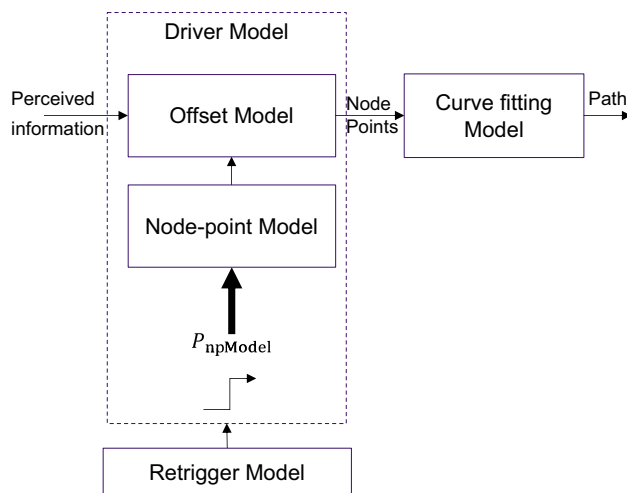 Driver Model
Perceived
information
Offset Model
Node
Points
Curve fitting
Model
Path
Node-point Model
P_npModel
Retrigger Model